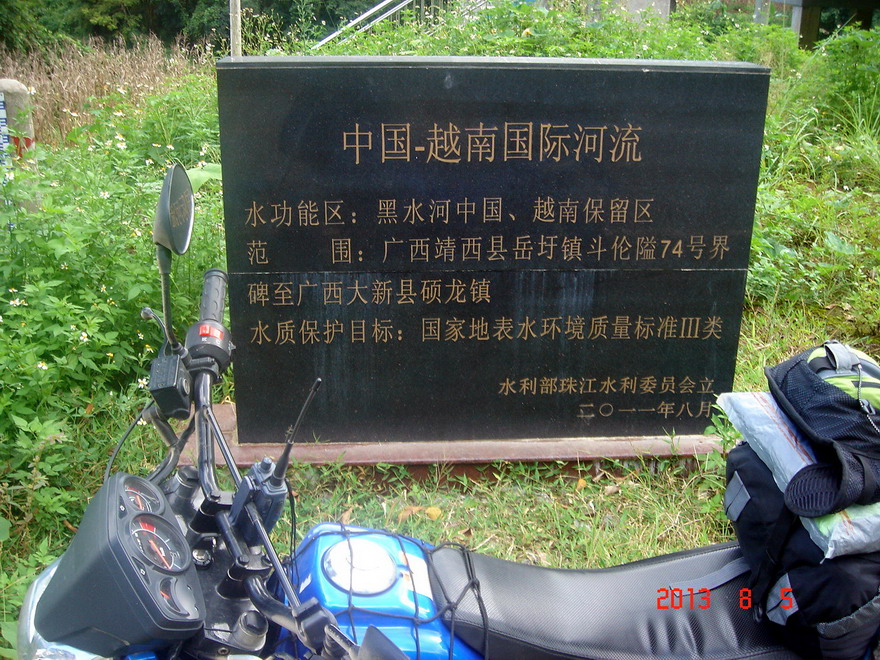 中国-越南国际河流
水功能区：黑水河中国、越南保留区
范　　围：广西靖西县岳圩镇斗伦隘74号界
碑至广西大新县硕龙镇
水质保护目标：国家地表水环境质量标准Ⅲ类
水利部珠江水利委员会立
二〇一一年八月
2013 8 5